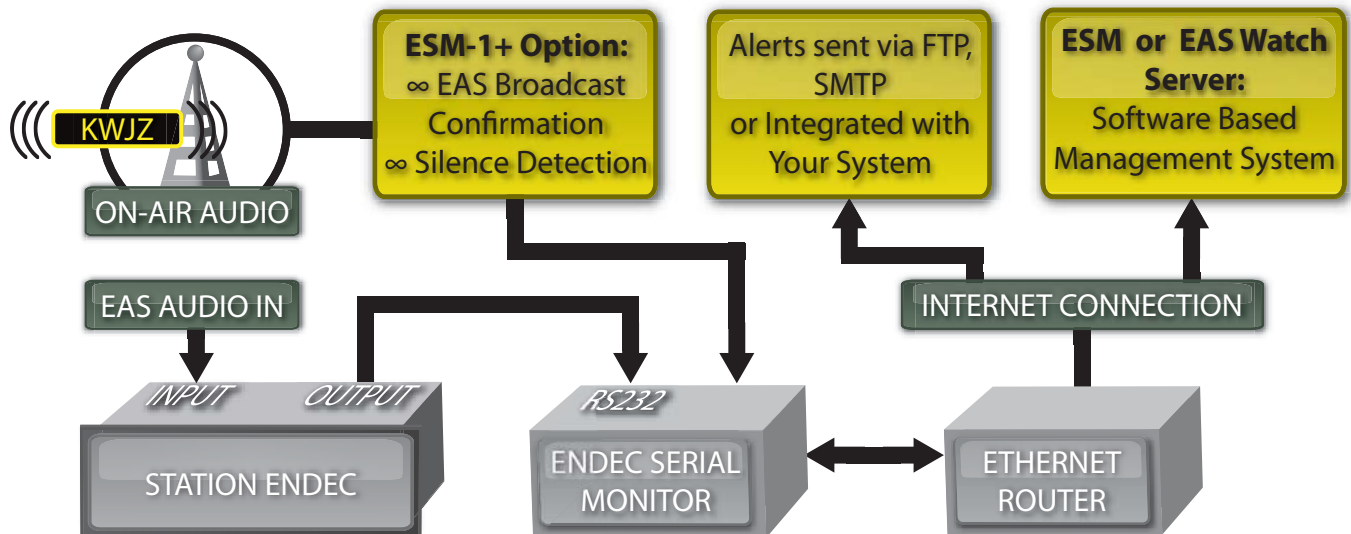 KWJZ
ON-AIR AUDIO
ESM-1+ Option:
∞ EAS Broadcast
Confirmation
∞ Silence Detection
Alerts sent via FTP,
SMTP
or Integrated with
Your System
ESM or EAS Watch
Server:
Software Based
Management System
EAS AUDIO IN
INTERNET CONNECTION
INPUT
OUTPUT
STATION ENDEC
RS232
ENDEC SERIAL
MONITOR
ETHERNET
ROUTER